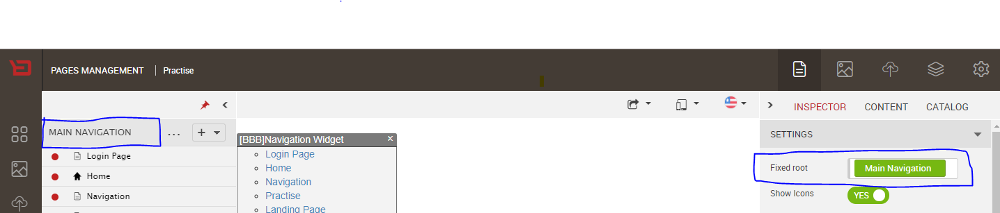 PAGES MANAGEMENT | Practise
INSPECTOR CONTENT CATALOG
MAIN NAVIGATION ... +
SETTINGS
[BBB]Navigation Widget ×
Login Page
Home
Navigation
Login Page
Home
Navigation
Practise
Landing Page
Fixed root Main Navigation
Show Icons YES